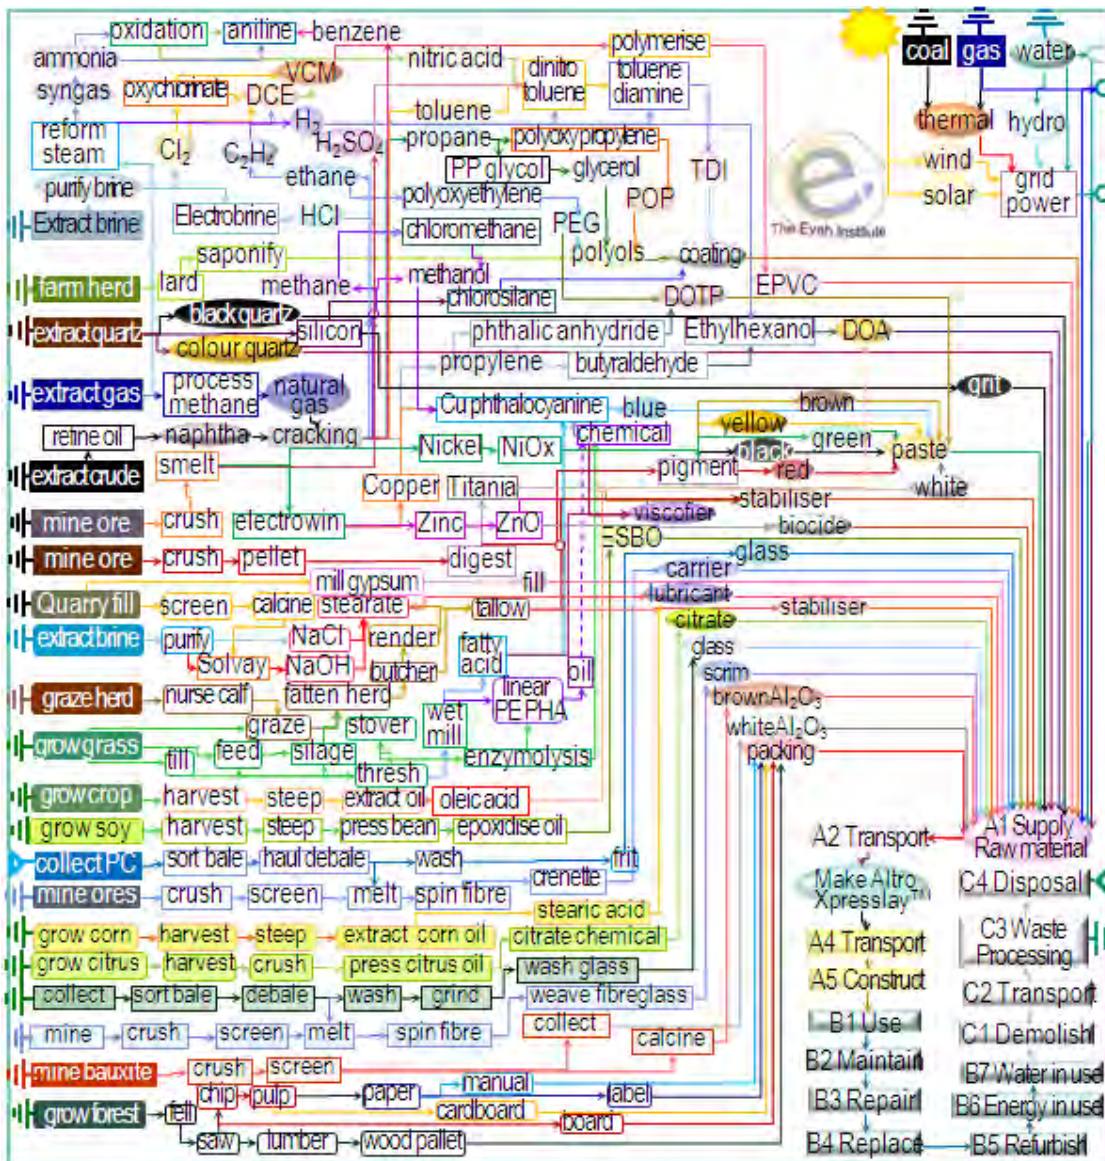 oxidation aniline benzene
ammonia nitric acid polymerise
VCM dinitro toluene
syngas oxychlorinate DCE toluene diamine
toluene
reform H₂ H₂SO₄ propane polyoxypropylene
steam Cl₂ C₂H₄ PP glycol glycerol TDI
ethane
purify brine polyoxyethylene POP
Extract brine Electrobrine HCl PEG
chloromethane
saponify polyols coating
farm herd lard methane methanol EPVC
black quartz chlorosilane DOTP
extract quartz silicon phthalic anhydride Ethylhexanol DOA
colour quartz propylene butyraldehyde
extract gas process natural grit
methane gas Cu phthalocyanine blue brown
refine oil naphtha cracking chemical yellow green
Nickel NiOx black paste
extract crude smelt pigment red
Copper Titania white
stabiliser
mine ore crush electrowin Zinc ZnO viscofier biocide
ESBO
mine ore crush pellet digest glass
mill gypsum fill carrier
Quarry fill screen calcine stearate tallow lubricant stabiliser
citrate
extract brine purify NaCl render fatty glass
Solvay NaOH butcher acid oil scrim
graze herd nurse calf fatten herd linear brown Al₂O₃
graze stover wet PE PHA white Al₂O₃
grow grass feed silage mill enzymolysis packing
till thresh
grow crop harvest steep extract oil oleic acid
grow soy harvest steep press bean epoxidise oil
collect PC sort bale haul debale wash frit
crenette
mine ores crush screen melt spin fibre
stearic acid
grow corn harvest steep extract corn oil citrate chemical
grow citrus harvest crush press citrus oil wash glass
collect sort bale debale wash grind weave fibreglass
mine crush screen melt spin fibre collect
calcine
mine bauxite crush screen
chip pulp paper manual label
grow forest fell cardboard board
saw lumber wood pallet
coal gas water
thermal hydro
wind
solar grid
power
e
The Evah Institute
A1 Supply
Raw material
A2 Transport
Make Altro
Xpresslay™
A4 Transport
A5 Construct
B1 Use
B2 Maintain
B3 Repair
B4 Replace
B5 Refurbish
B6 Energy in use
B7 Water in use
C1 Demolish
C2 Transport
C3 Waste
Processing
C4 Disposal